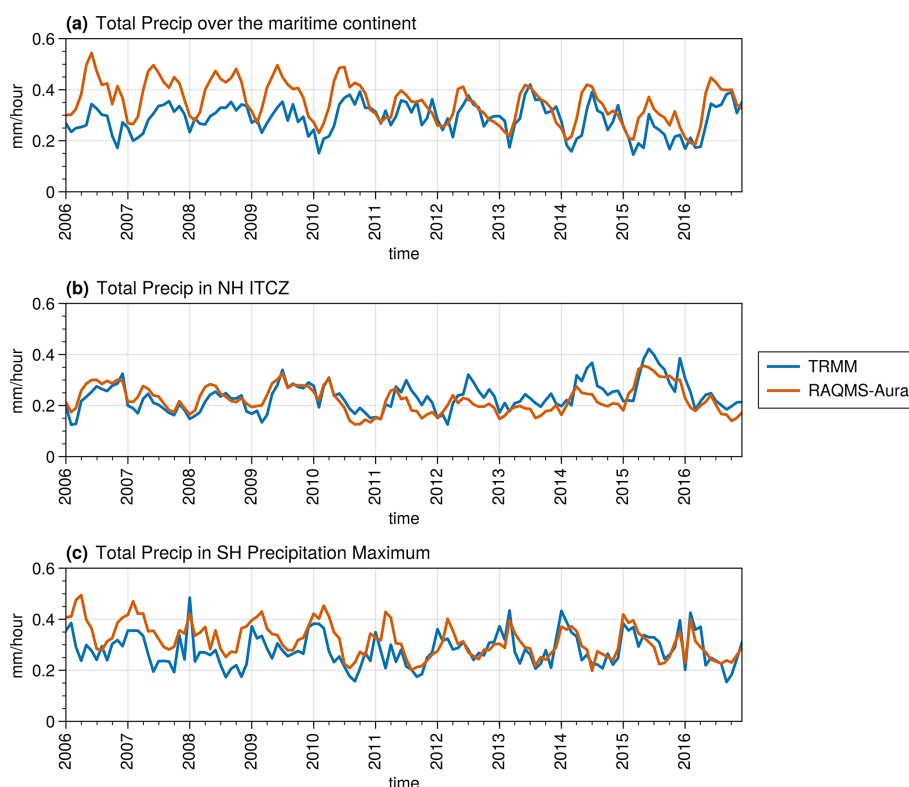 (a) Total Precip over the maritime continent
0.6
0.4
0.2
0
mm/hour
2006 2007 2008 2009 2010 2011 2012 2013 2014 2015 2016
time
(b) Total Precip in NH ITCZ
0.6
0.4
0.2
0
mm/hour
2006 2007 2008 2009 2010 2011 2012 2013 2014 2015 2016
time
TRMM
RAQMS-Aura
(c) Total Precip in SH Precipitation Maximum
0.6
0.4
0.2
0
mm/hour
2006 2007 2008 2009 2010 2011 2012 2013 2014 2015 2016
time